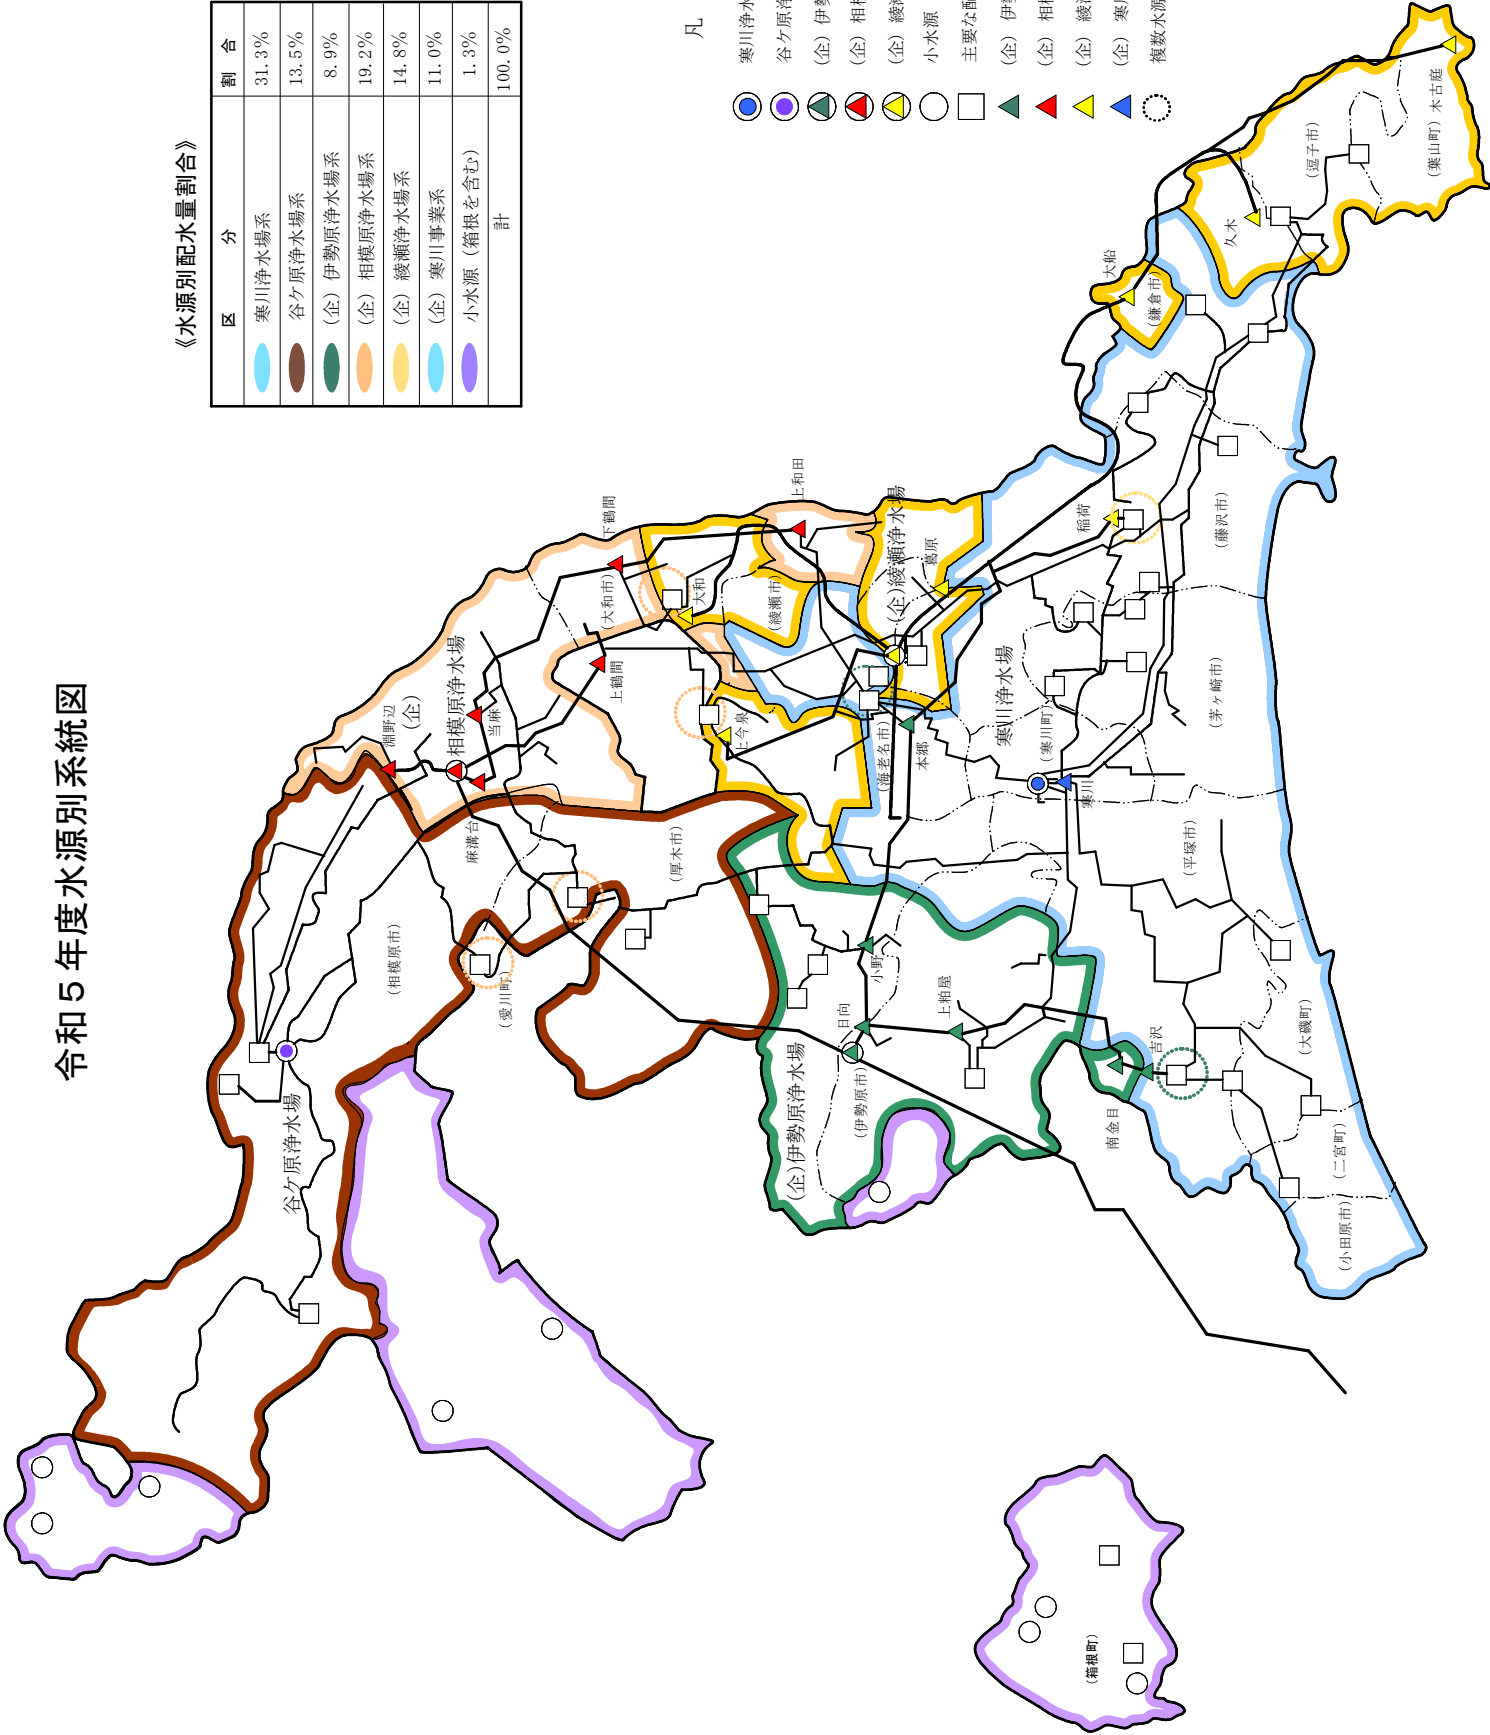 令和５年度水源別系統図
《水源別配水量割合》
区　分　割　合
寒川浄水場系　31.3%
谷ケ原浄水場系　13.5%
(企) 伊勢原浄水場系　8.9%
(企) 相模原浄水場系　19.2%
(企) 綾瀬浄水場系　14.8%
(企) 寒川事業系　11.0%
小水源 (箱根を含む)　1.3%
計　100.0%
凡
寒川浄水
谷ケ原浄
(企) 伊勢
(企) 相模
(企) 綾瀬
小水源
主要な配
(企) 伊
(企) 相
(企) 綾
(企) 寒
複数水源
谷ケ原浄水場
(相模原市)
淵野辺
(企)
相模原浄水場
当麻
麻溝台
(愛川町)
下鶴間
(大和市)
上鶴間
(厚木市)
大和
上今泉
(綾瀬市)
上和田
(企)綾瀬浄水場
葛原
(海老名市)
本郷
(企)伊勢原浄水場
日向
小野
(伊勢原市)
上粕屋
寒川浄水場
(寒川町)
寒川
稲荷
(藤沢市)
(茅ヶ崎市)
(平塚市)
吉沢
南金目
(大磯町)
(二宮町)
(小田原市)
大船
(鎌倉市)
久木
(逗子市)
(葉山町)
木古庭
(箱根町)